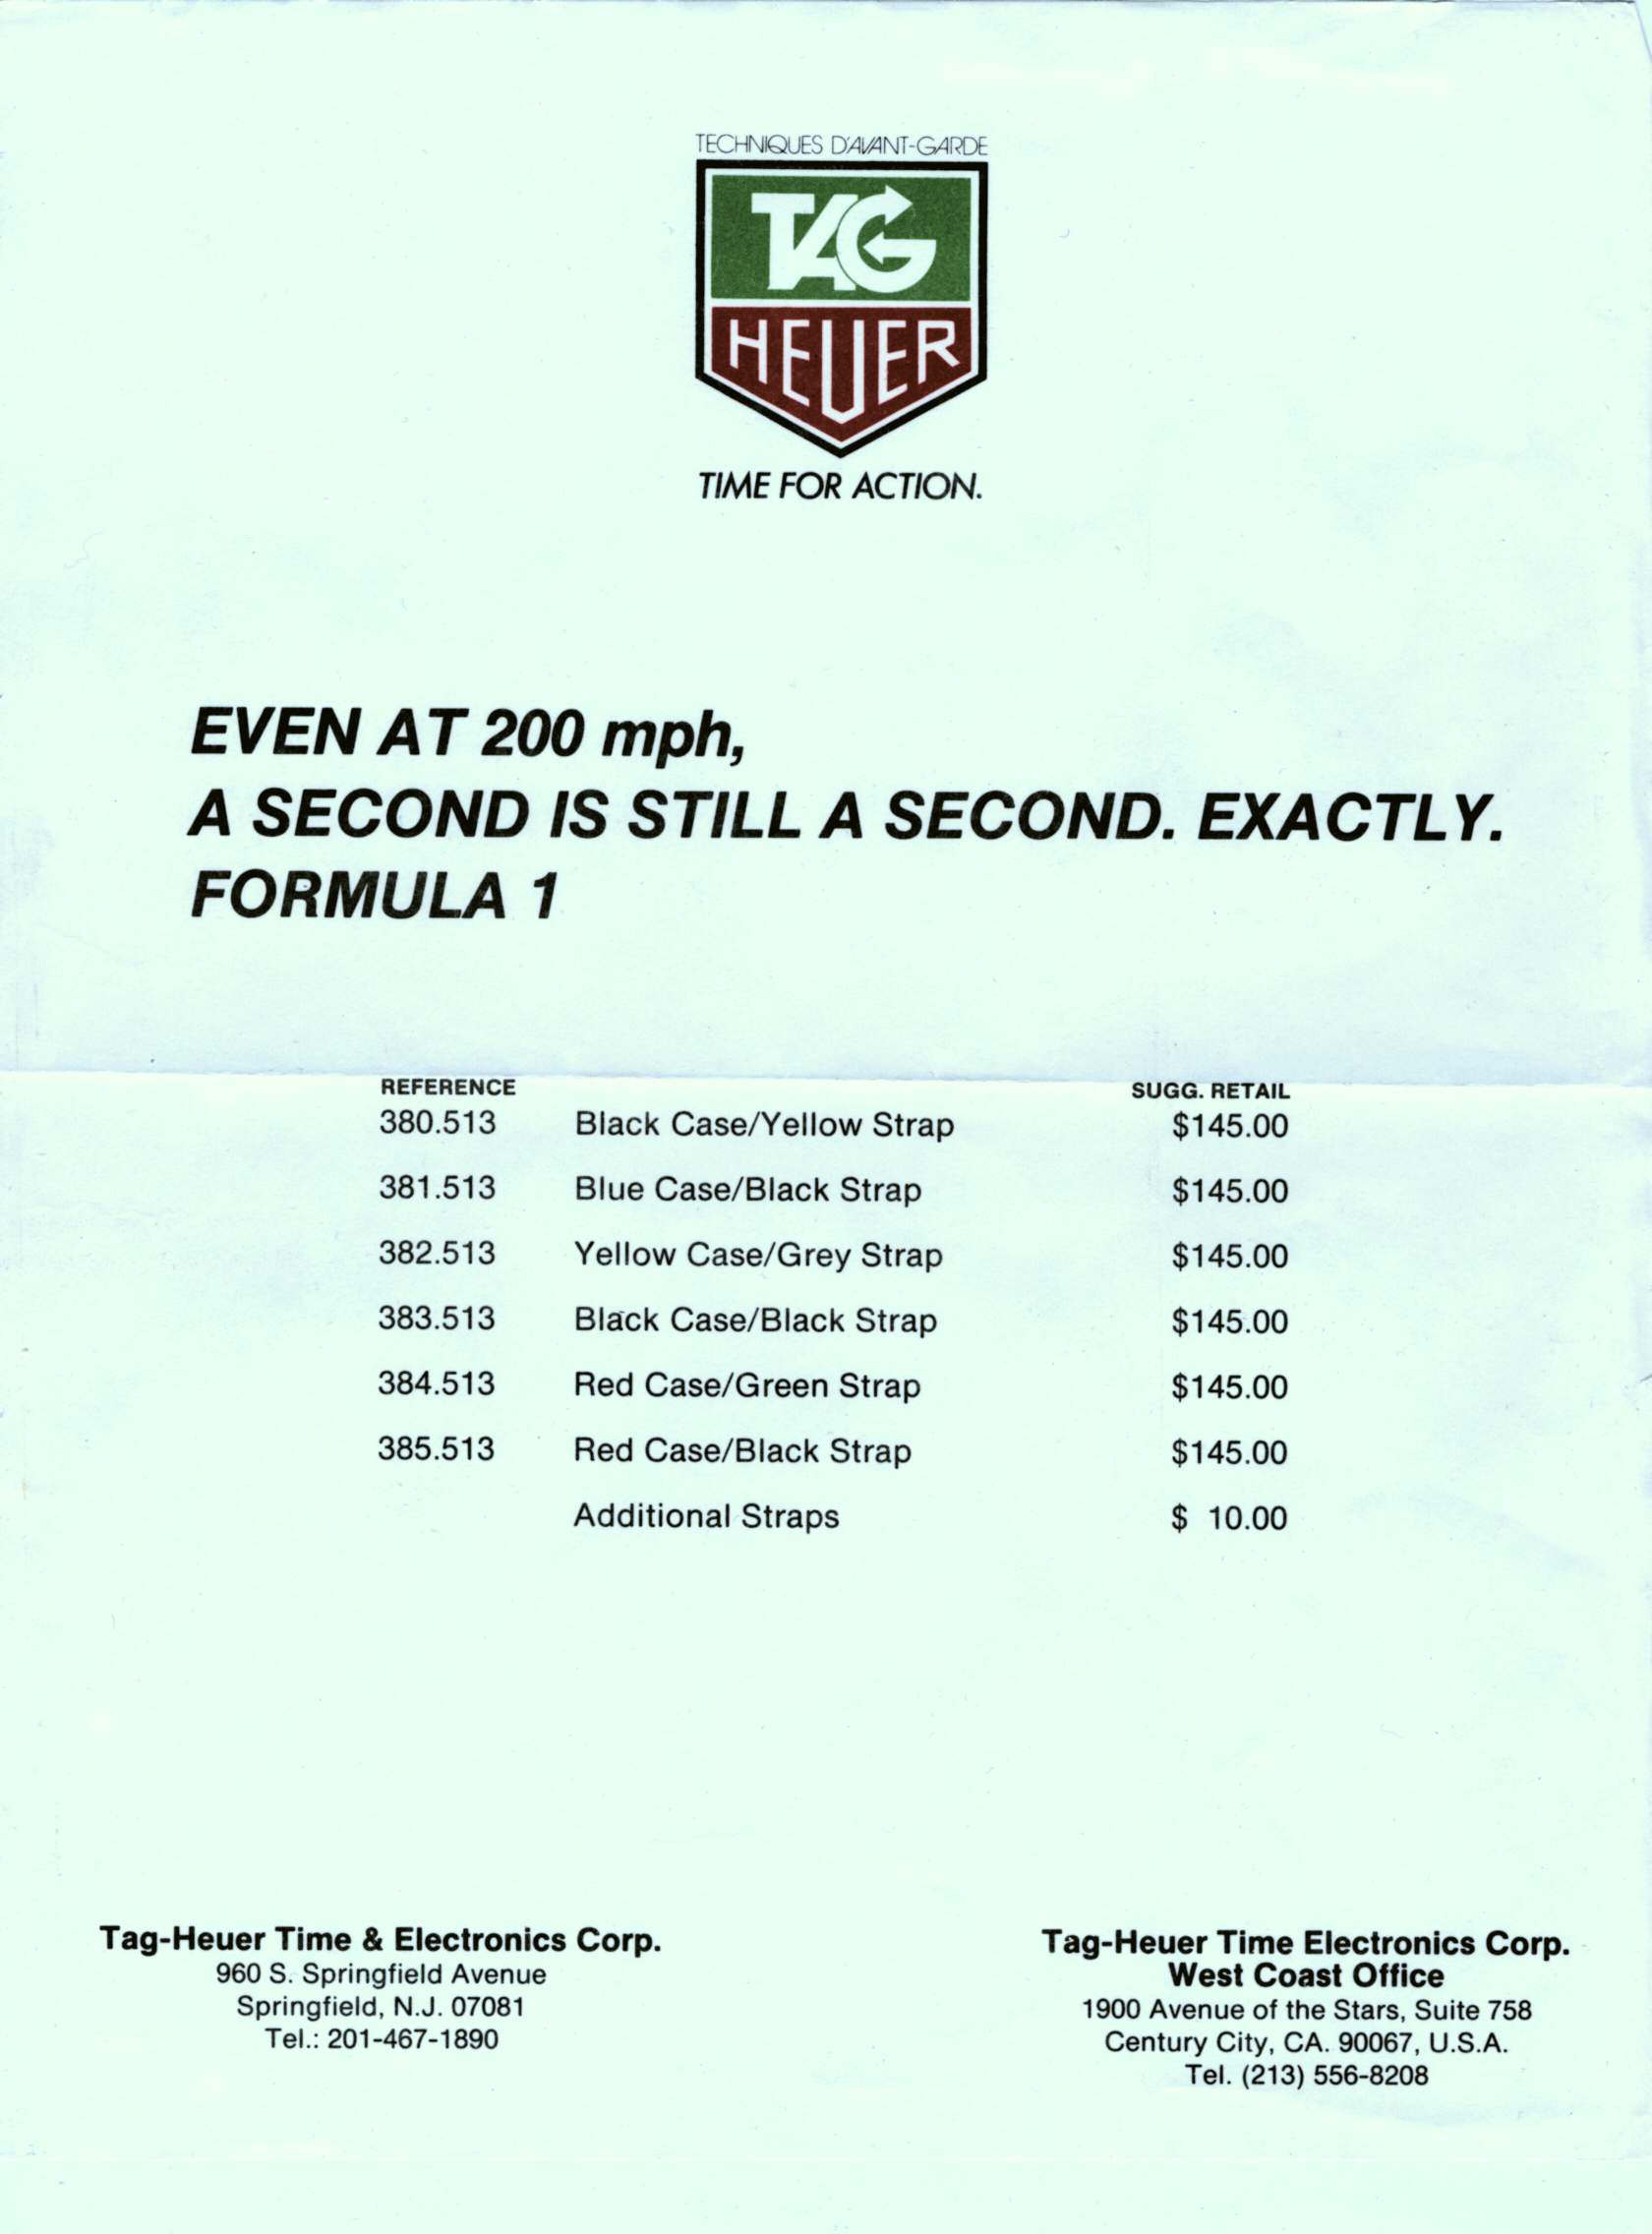 TECHNIQUES D'AVANT-GARDE
TAG
HEUER
TIME FOR ACTION.
EVEN AT 200 mph,
A SECOND IS STILL A SECOND. EXACTLY.
FORMULA 1
REFERENCE SUGG. RETAIL
380.513 Black Case/Yellow Strap $145.00
381.513 Blue Case/Black Strap $145.00
382.513 Yellow Case/Grey Strap $145.00
383.513 Black Case/Black Strap $145.00
384.513 Red Case/Green Strap $145.00
385.513 Red Case/Black Strap $145.00
Additional Straps $ 10.00
Tag-Heuer Time & Electronics Corp.
960 S. Springfield Avenue
Springfield, N.J. 07081
Tel.: 201-467-1890
Tag-Heuer Time Electronics Corp.
West Coast Office
1900 Avenue of the Stars, Suite 758
Century City, CA. 90067, U.S.A.
Tel. (213) 556-8208